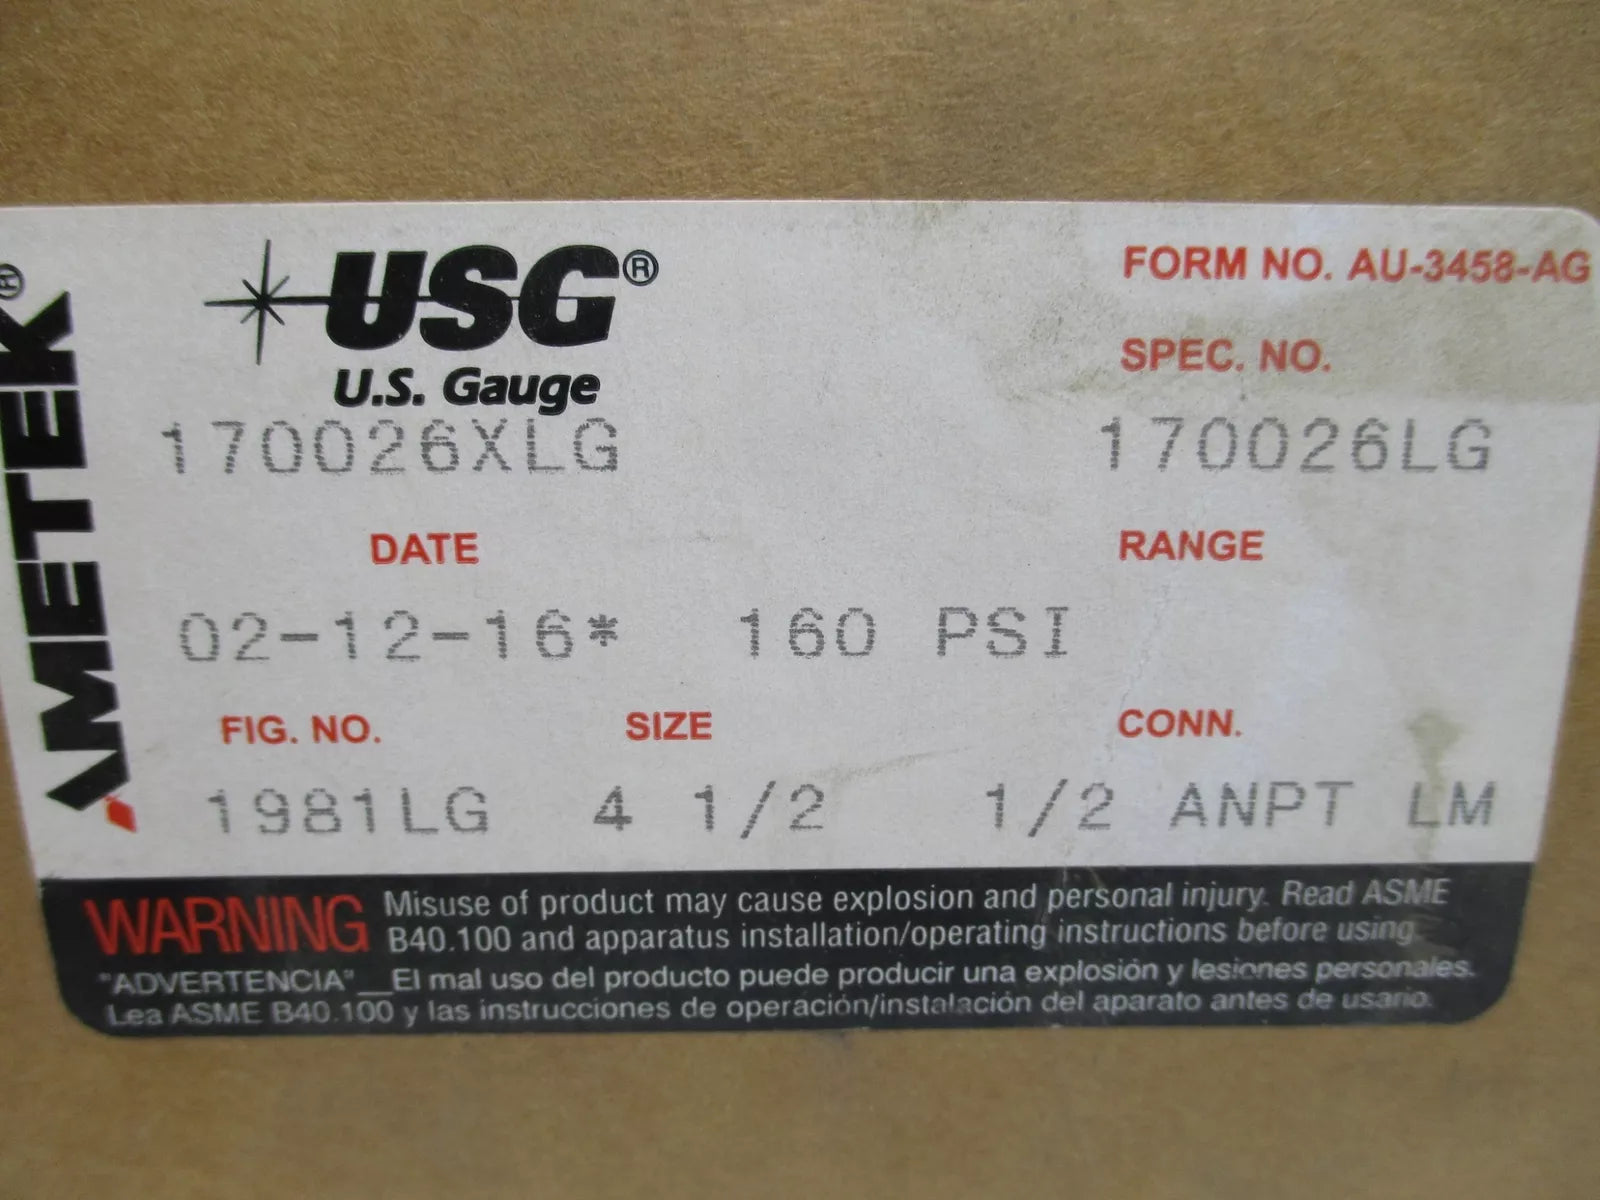 AMETEK®
USG®
U.S. Gauge
FORM NO. AU-3458-AG
SPEC. NO.
170026XLG 170026LG
DATE RANGE
02-12-16* 160 PSI
FIG. NO. SIZE CONN.
1981LG 4 1/2 1/2 ANPT LM
WARNING Misuse of product may cause explosion and personal injury. Read ASME
B40.100 and apparatus installation/operating instructions before using.
"ADVERTENCIA"__El mal uso del producto puede producir una explosión y lesiones personales.
Lea ASME B40.100 y las instrucciones de operación/instalación del aparato antes de usario.